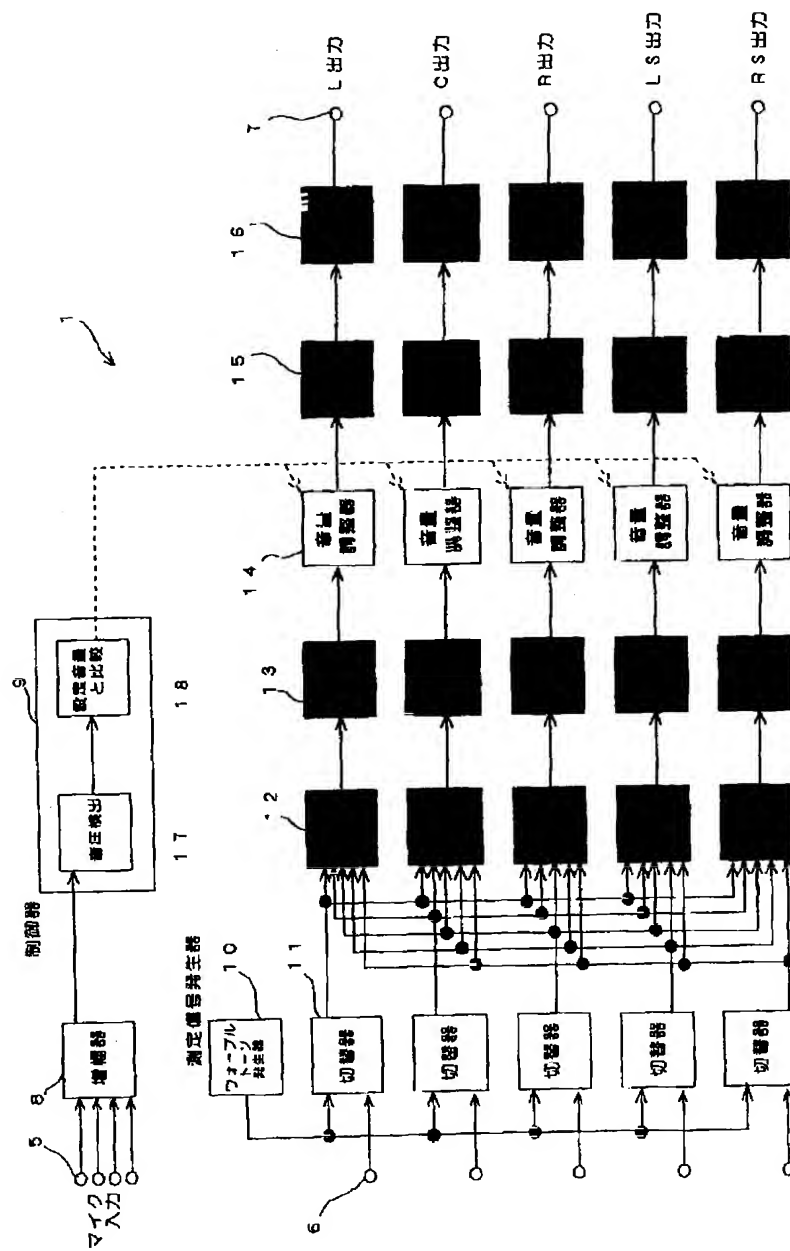 1
マイク
入力
5
8
増幅器
制御器
9
音圧検出
17
設定音量
と比較
18
測定信号発生器
10
ウォーブル
トーン
発生器
6
11
切替器
切替器
切替器
切替器
切替器
12
13
14
音量
調整器
音量
調整器
音量
調整器
音量
調整器
音量
調整器
15
16
7
L出力
C出力
R出力
LS出力
RS出力